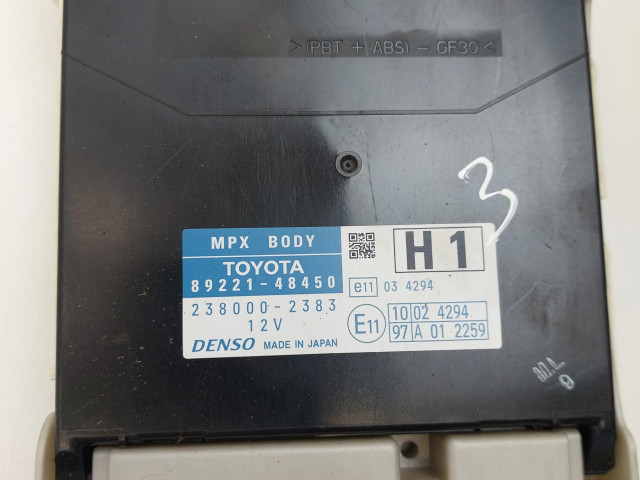 >(PBT + ABS) - GF30<
3
MPX BODY
TOYOTA
89221-48450
238000-2383
12V
DENSO MADE IN JAPAN
H1
e11 03 4294
E11
10 02 4294
97 A 01 2259